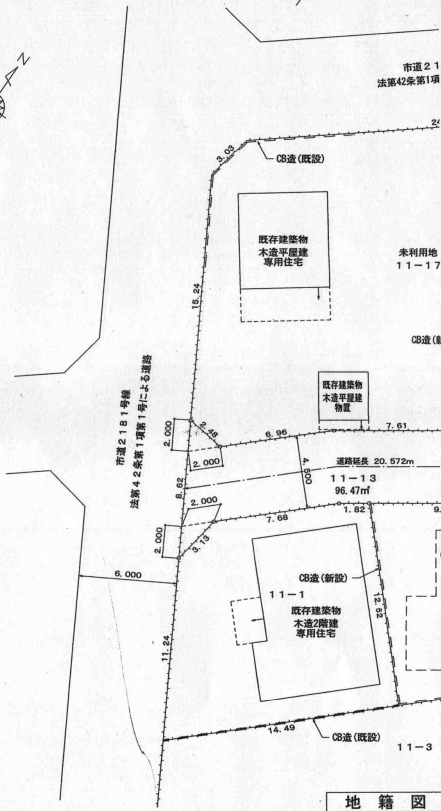 N
市道21
法第42条第1項
24
3.03
CB造(既設)
既存建築物
木造平屋建
専用住宅
未利用地
11-17
15.24
CB造(新
既存建築物
木造平屋建
物置
市道2181号線
法第42条第1項第1号による道路
2.000
2.46
2.000
6.96
7.61
4.500
道路延長 20.572m
11-13
96.47㎡
8.62
2.000
2.000
3.13
7.68
1.82
9.
6.000
CB造(新設)
11-1
既存建築物
木造2階建
専用住宅
12.52
11.24
14.49
CB造(既設)
11-3
地籍図